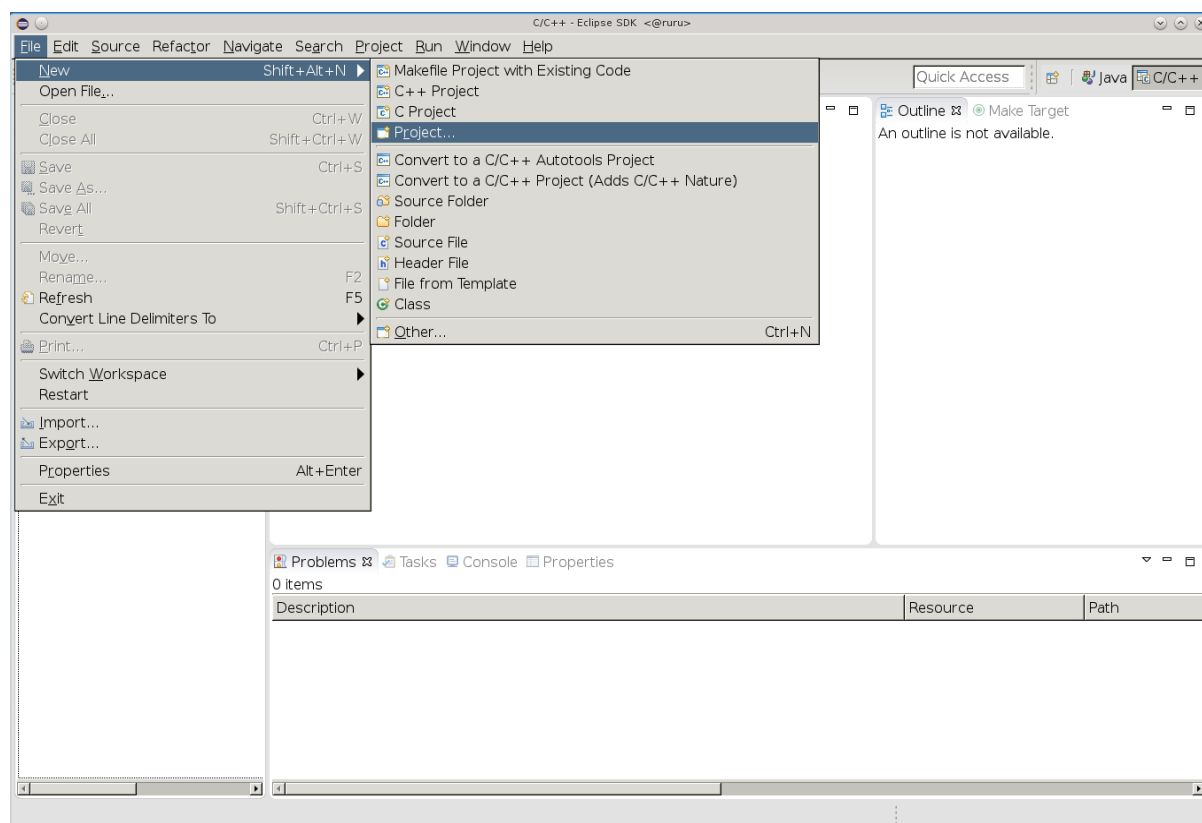 C/C++ - Eclipse SDK <@ruru>
File Edit Source Refactor Navigate Search Project Run Window Help
New Shift+Alt+N
Open File...
Close Ctrl+W
Close All Shift+Ctrl+W
Save Ctrl+S
Save As...
Save All Shift+Ctrl+S
Revert
Move...
Rename... F2
Refresh F5
Convert Line Delimiters To
Print... Ctrl+P
Switch Workspace
Restart
Import...
Export...
Properties Alt+Enter
Exit
Makefile Project with Existing Code
C++ Project
C Project
Project...
Convert to a C/C++ Autotools Project
Convert to a C/C++ Project (Adds C/C++ Nature)
Source Folder
Folder
Source File
Header File
File from Template
Class
Other... Ctrl+N
Quick Access Java C/C++
Outline Make Target
An outline is not available.
Problems Tasks Console Properties
0 items
Description Resource Path